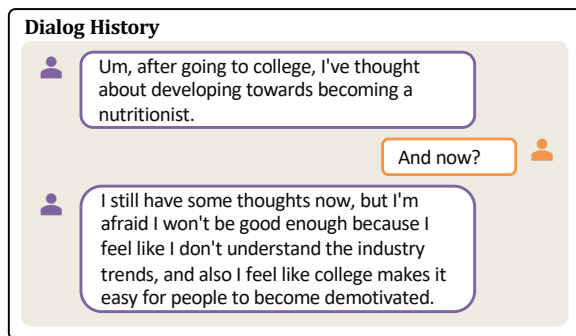 Dialog History
Um, after going to college, I've thought
about developing towards becoming a
nutritionist.
And now?
I still have some thoughts now, but I'm
afraid I won't be good enough because I
feel like I don't understand the industry
trends, and also I feel like college makes it
easy for people to become demotivated.